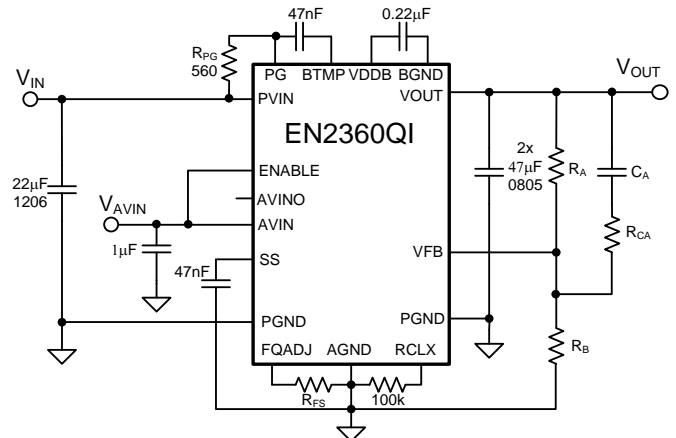 47nF
0.22µF
RPG
560
PG
BTMP
VDDB
BGND
VIN
PVIN
VOUT
VOUT
EN2360QI
22µF
1206
ENABLE
2x
47µF
0805
RA
CA
AVINO
VAVIN
AVIN
RCA
1µF
VFB
47nF
SS
PGND
PGND
RB
FQADJ
AGND
RCLX
RFS
100k